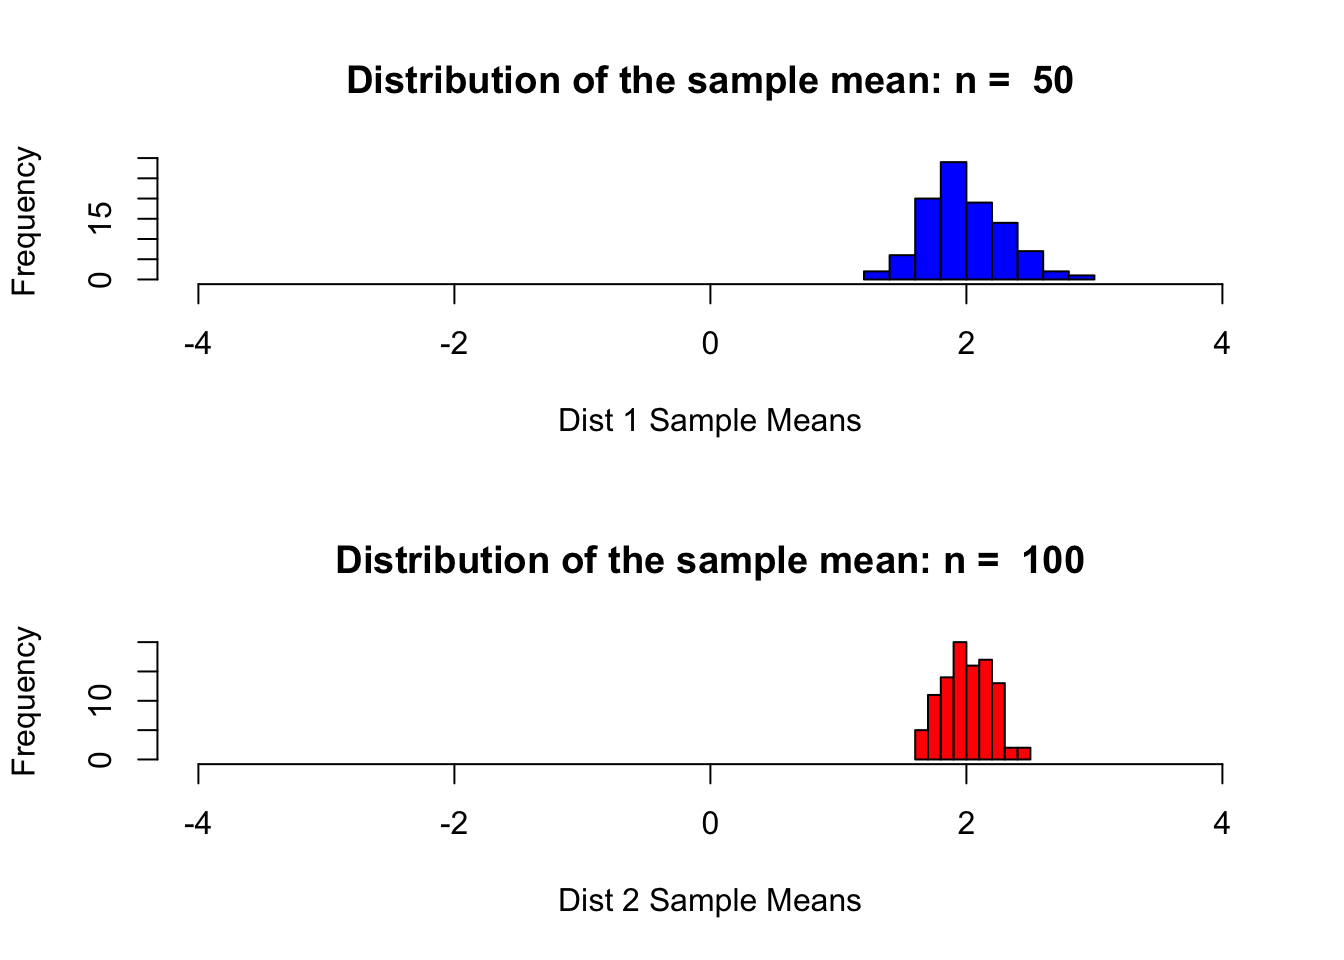 Distribution of the sample mean: n =  50
Frequency
15
0
-4 -2 0 2 4
Dist 1 Sample Means
Distribution of the sample mean: n =  100
Frequency
10
0
-4 -2 0 2 4
Dist 2 Sample Means